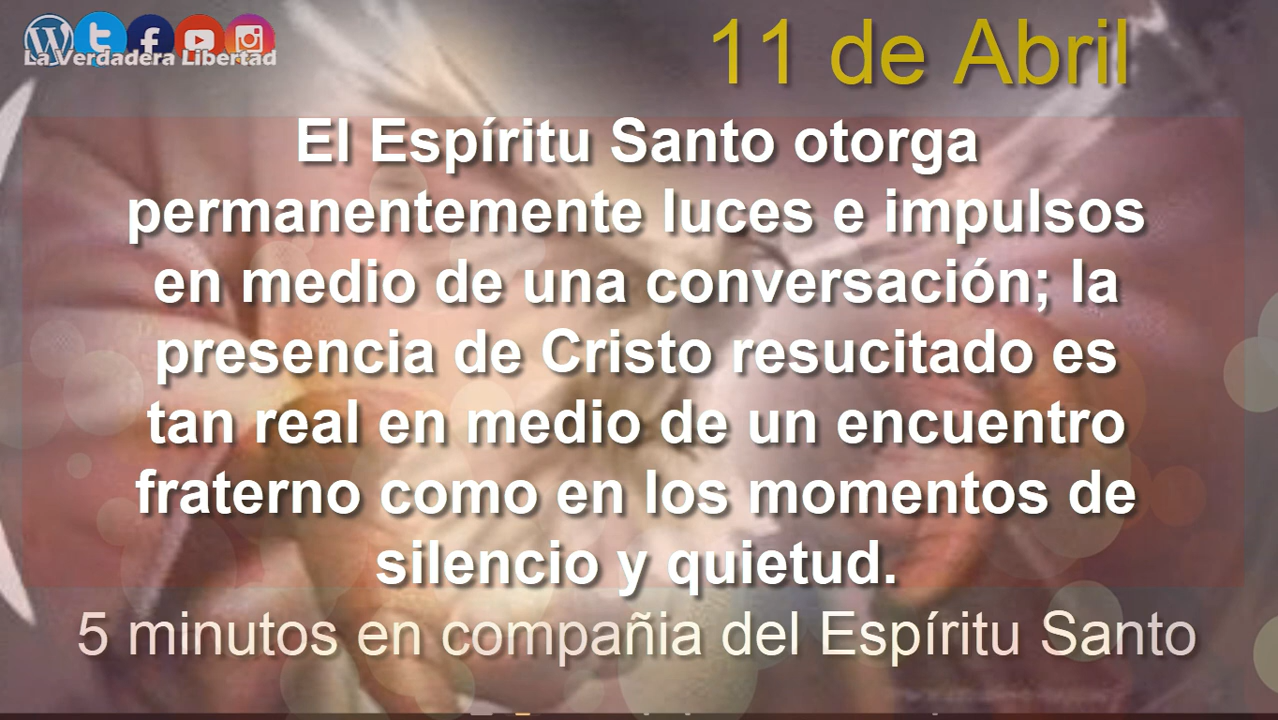 La Verdadera Libertad
11 de Abril
El Espíritu Santo otorga
permanentemente luces e impulsos
en medio de una conversación; la
presencia de Cristo resucitado es
tan real en medio de un encuentro
fraterno como en los momentos de
silencio y quietud.
5 minutos en compañia del Espíritu Santo